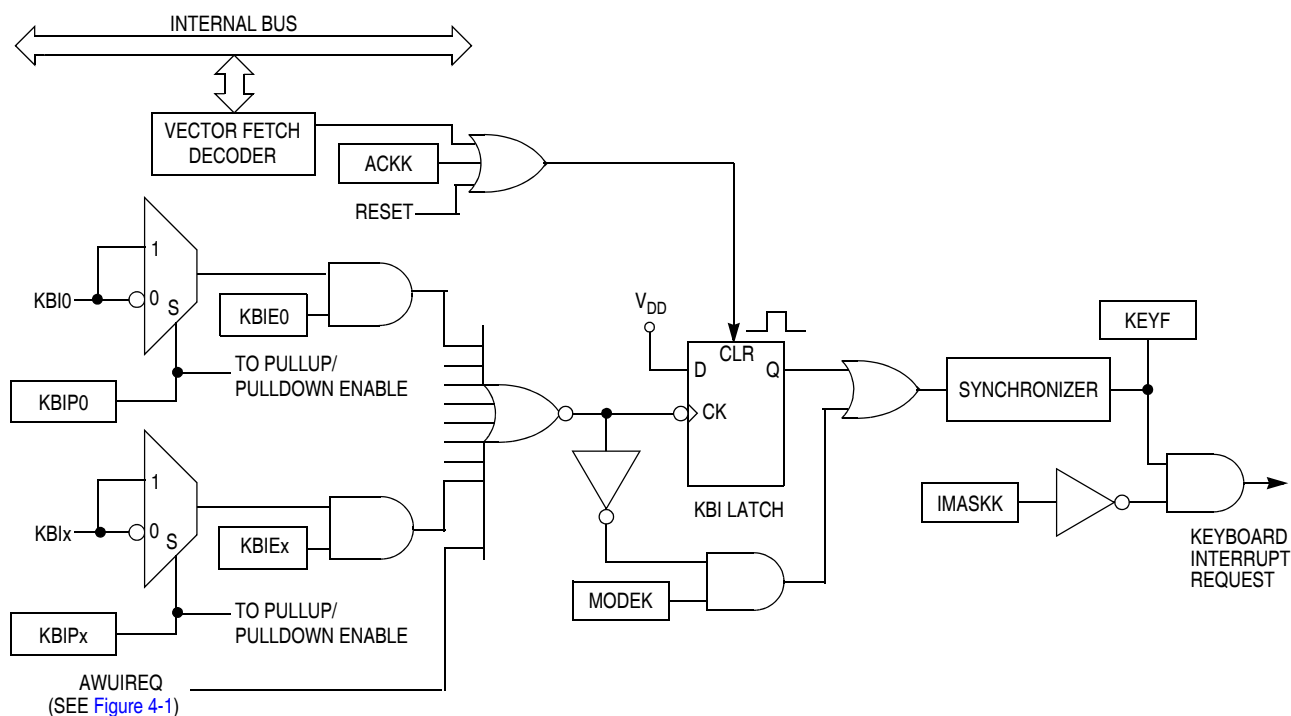 INTERNAL BUS
VECTOR FETCH
DECODER
ACKK
RESET
1
KBI0
0
S
KBIE0
TO PULLUP/
PULLDOWN ENABLE
KBIP0
VDD
CLR
D
Q
CK
KBI LATCH
KEYF
SYNCHRONIZER
1
KBIx
0
S
KBIEx
TO PULLUP/
PULLDOWN ENABLE
KBIPx
MODEK
IMASKK
KEYBOARD
INTERRUPT
REQUEST
AWUIREQ
(SEE Figure 4-1)